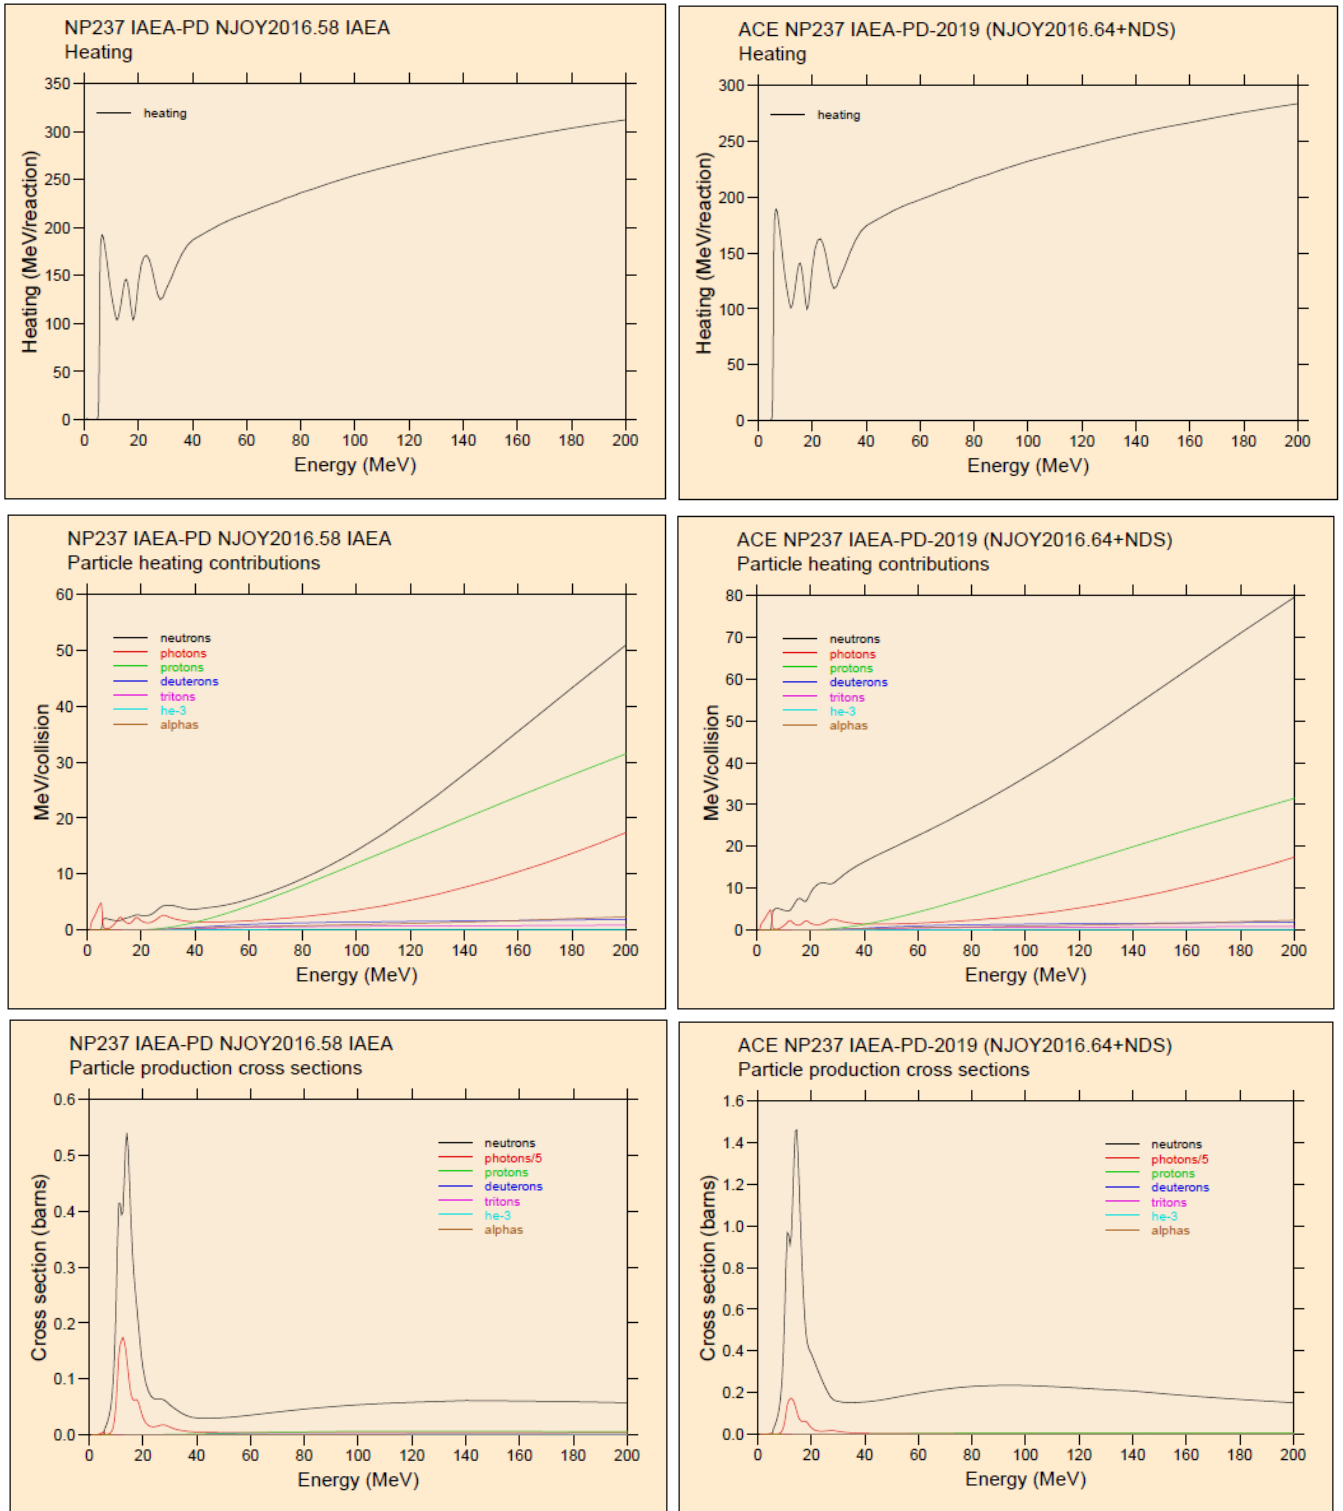 NP237 IAEA-PD NJOY2016.58 IAEA
Heating
350
300
250
200
150
100
50
0
heating
Heating (MeV/reaction)
0 20 40 60 80 100 120 140 160 180 200
Energy (MeV)
ACE NP237 IAEA-PD-2019 (NJOY2016.64+NDS)
Heating
300
250
200
150
100
50
0
heating
Heating (MeV/reaction)
0 20 40 60 80 100 120 140 160 180 200
Energy (MeV)
NP237 IAEA-PD NJOY2016.58 IAEA
Particle heating contributions
60
50
40
30
20
10
0
neutrons
photons
protons
deuterons
tritons
he-3
alphas
MeV/collision
0 20 40 60 80 100 120 140 160 180 200
Energy (MeV)
ACE NP237 IAEA-PD-2019 (NJOY2016.64+NDS)
Particle heating contributions
80
70
60
50
40
30
20
10
0
neutrons
photons
protons
deuterons
tritons
he-3
alphas
MeV/collision
0 20 40 60 80 100 120 140 160 180 200
Energy (MeV)
NP237 IAEA-PD NJOY2016.58 IAEA
Particle production cross sections
0.6
0.5
0.4
0.3
0.2
0.1
0.0
neutrons
photons/5
protons
deuterons
tritons
he-3
alphas
Cross section (barns)
0 20 40 60 80 100 120 140 160 180 200
Energy (MeV)
ACE NP237 IAEA-PD-2019 (NJOY2016.64+NDS)
Particle production cross sections
1.6
1.4
1.2
1.0
0.8
0.6
0.4
0.2
0.0
neutrons
photons/5
protons
deuterons
tritons
he-3
alphas
Cross section (barns)
0 20 40 60 80 100 120 140 160 180 200
Energy (MeV)